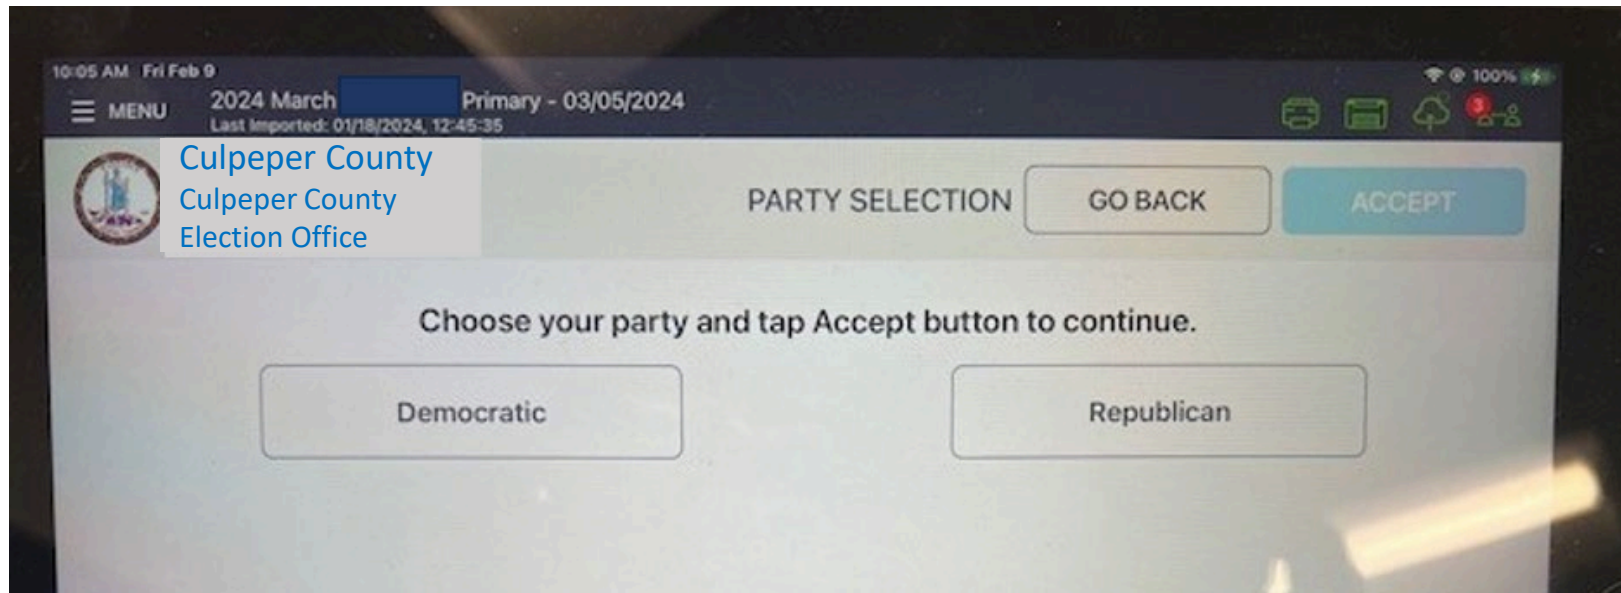 10:05 AM Fri Feb 9
100%
MENU
2024 March Primary - 03/05/2024
Last Imported: 01/18/2024, 12:45:35
3
Culpeper County
Culpeper County
Election Office
PARTY SELECTION
GO BACK
ACCEPT
Choose your party and tap Accept button to continue.
Democratic
Republican